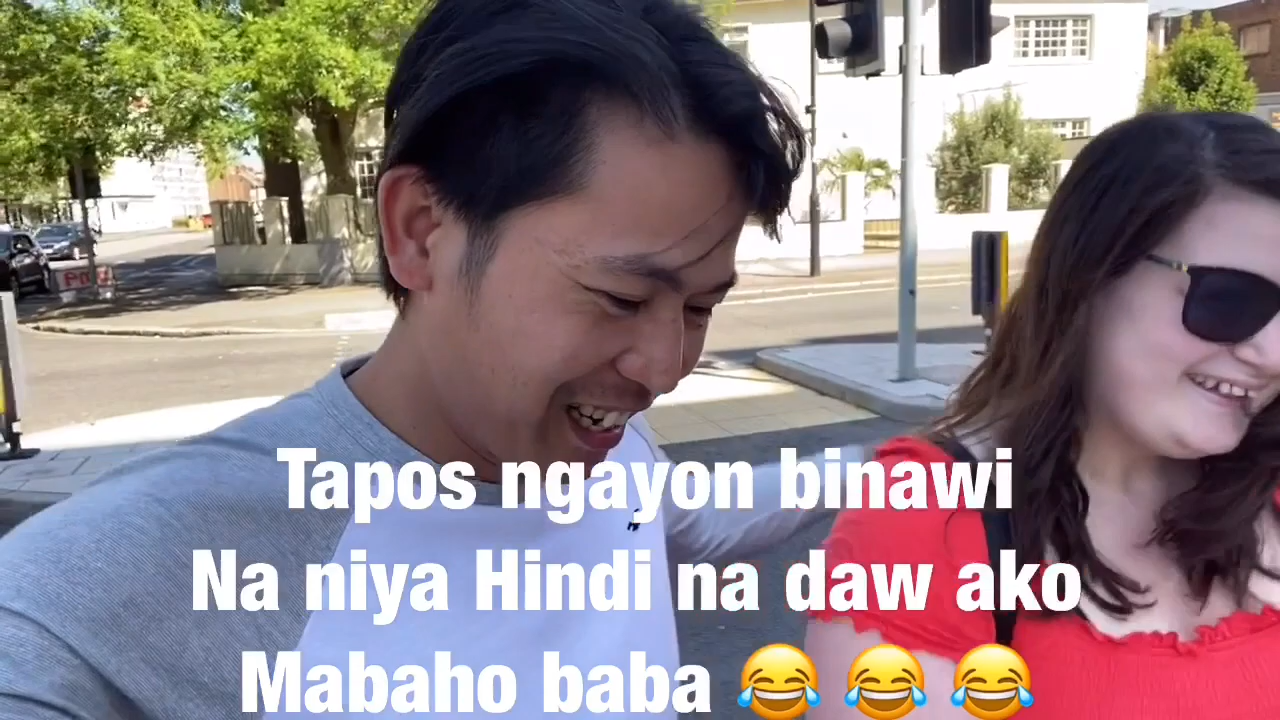 Tapos ngayon binawi
Na niya Hindi na daw ako
Mabaho baba 😂 😂 😂